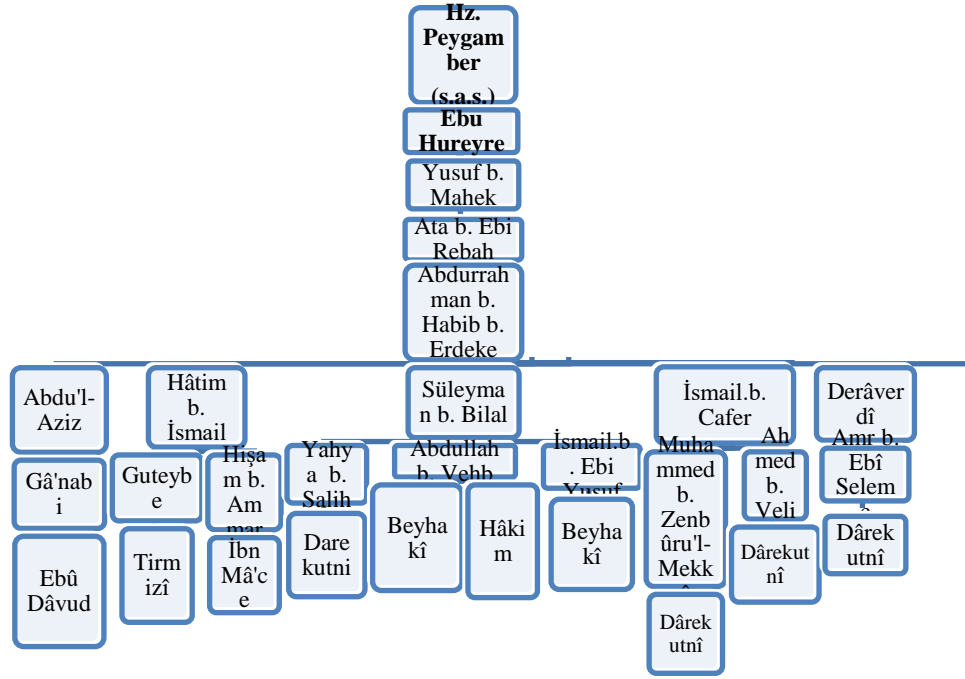 Hz.
Peygam
ber
(s.a.s.)
Ebu
Hureyre
Yusuf b.
Mahek
Ata b. Ebi
Rebah
Abdurrah
man b.
Habib b.
Erdeke
Abdu'l-
Aziz
Hâtim
b.
İsmail
Süleyma
n b. Bilal
İsmail.b.
Cafer
Derâver
dî
Gâ'nab
i
Guteyb
e
Hişa
m b.
Am
mar
Yahy
a b.
Salih
Abdullah
b. Vehb
İsmail.b
. Ebi
Yusuf
Muha
mmed
b.
Zenb
ûru'l-
Mekk
Ah
med
b.
Veli
Amr b.
Ebî
Selem
Ebû
Dâvud
Tirm
izî
İbn
Mâ'c
e
Dare
kutni
Beyha
kî
Hâki
m
Beyha
kî
Dârek
utnî
Dârekut
nî
Dârek
utnî